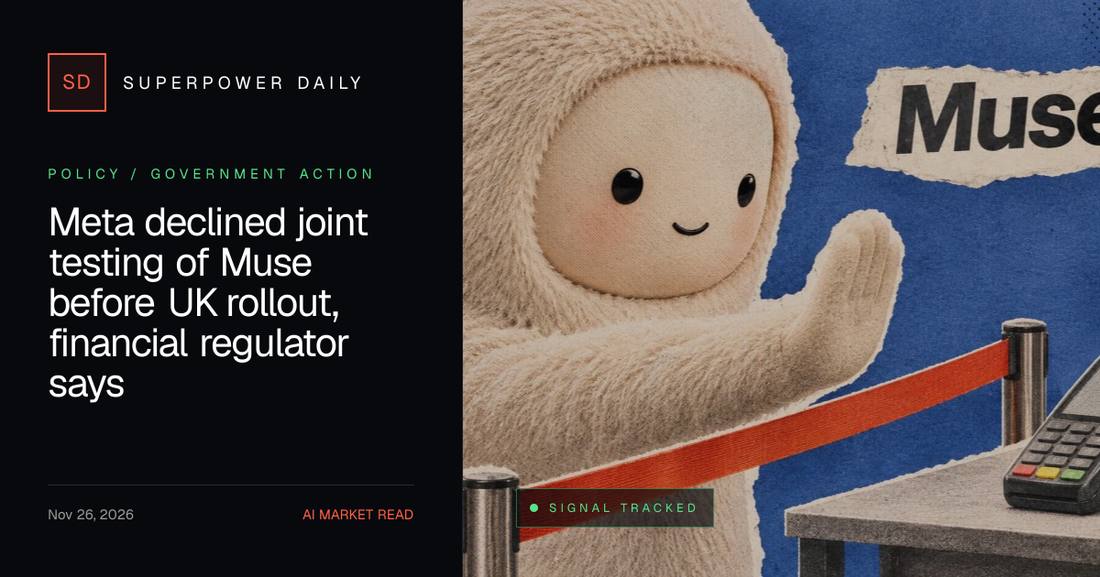 SD
SUPERPOWER DAILY
POLICY / GOVERNMENT ACTION
Meta declined joint
testing of Muse
before UK rollout,
financial regulator
says
Nov 26, 2026
AI MARKET READ
Muse
SIGNAL TRACKED